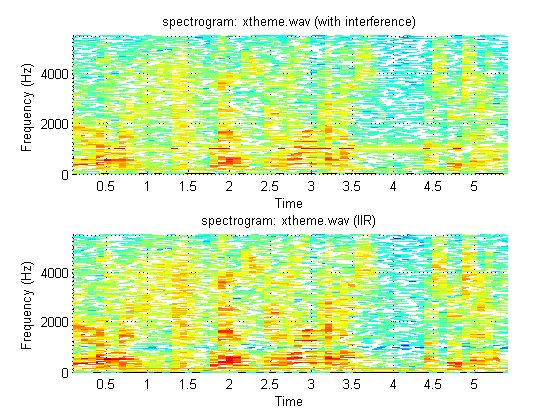 spectrogram: xtheme.wav (with interference)
Frequency (Hz)
4000
2000
0
0.5 1 1.5 2 2.5 3 3.5 4 4.5 5
Time
spectrogram: xtheme.wav (IIR)
Frequency (Hz)
4000
2000
0
0.5 1 1.5 2 2.5 3 3.5 4 4.5 5
Time